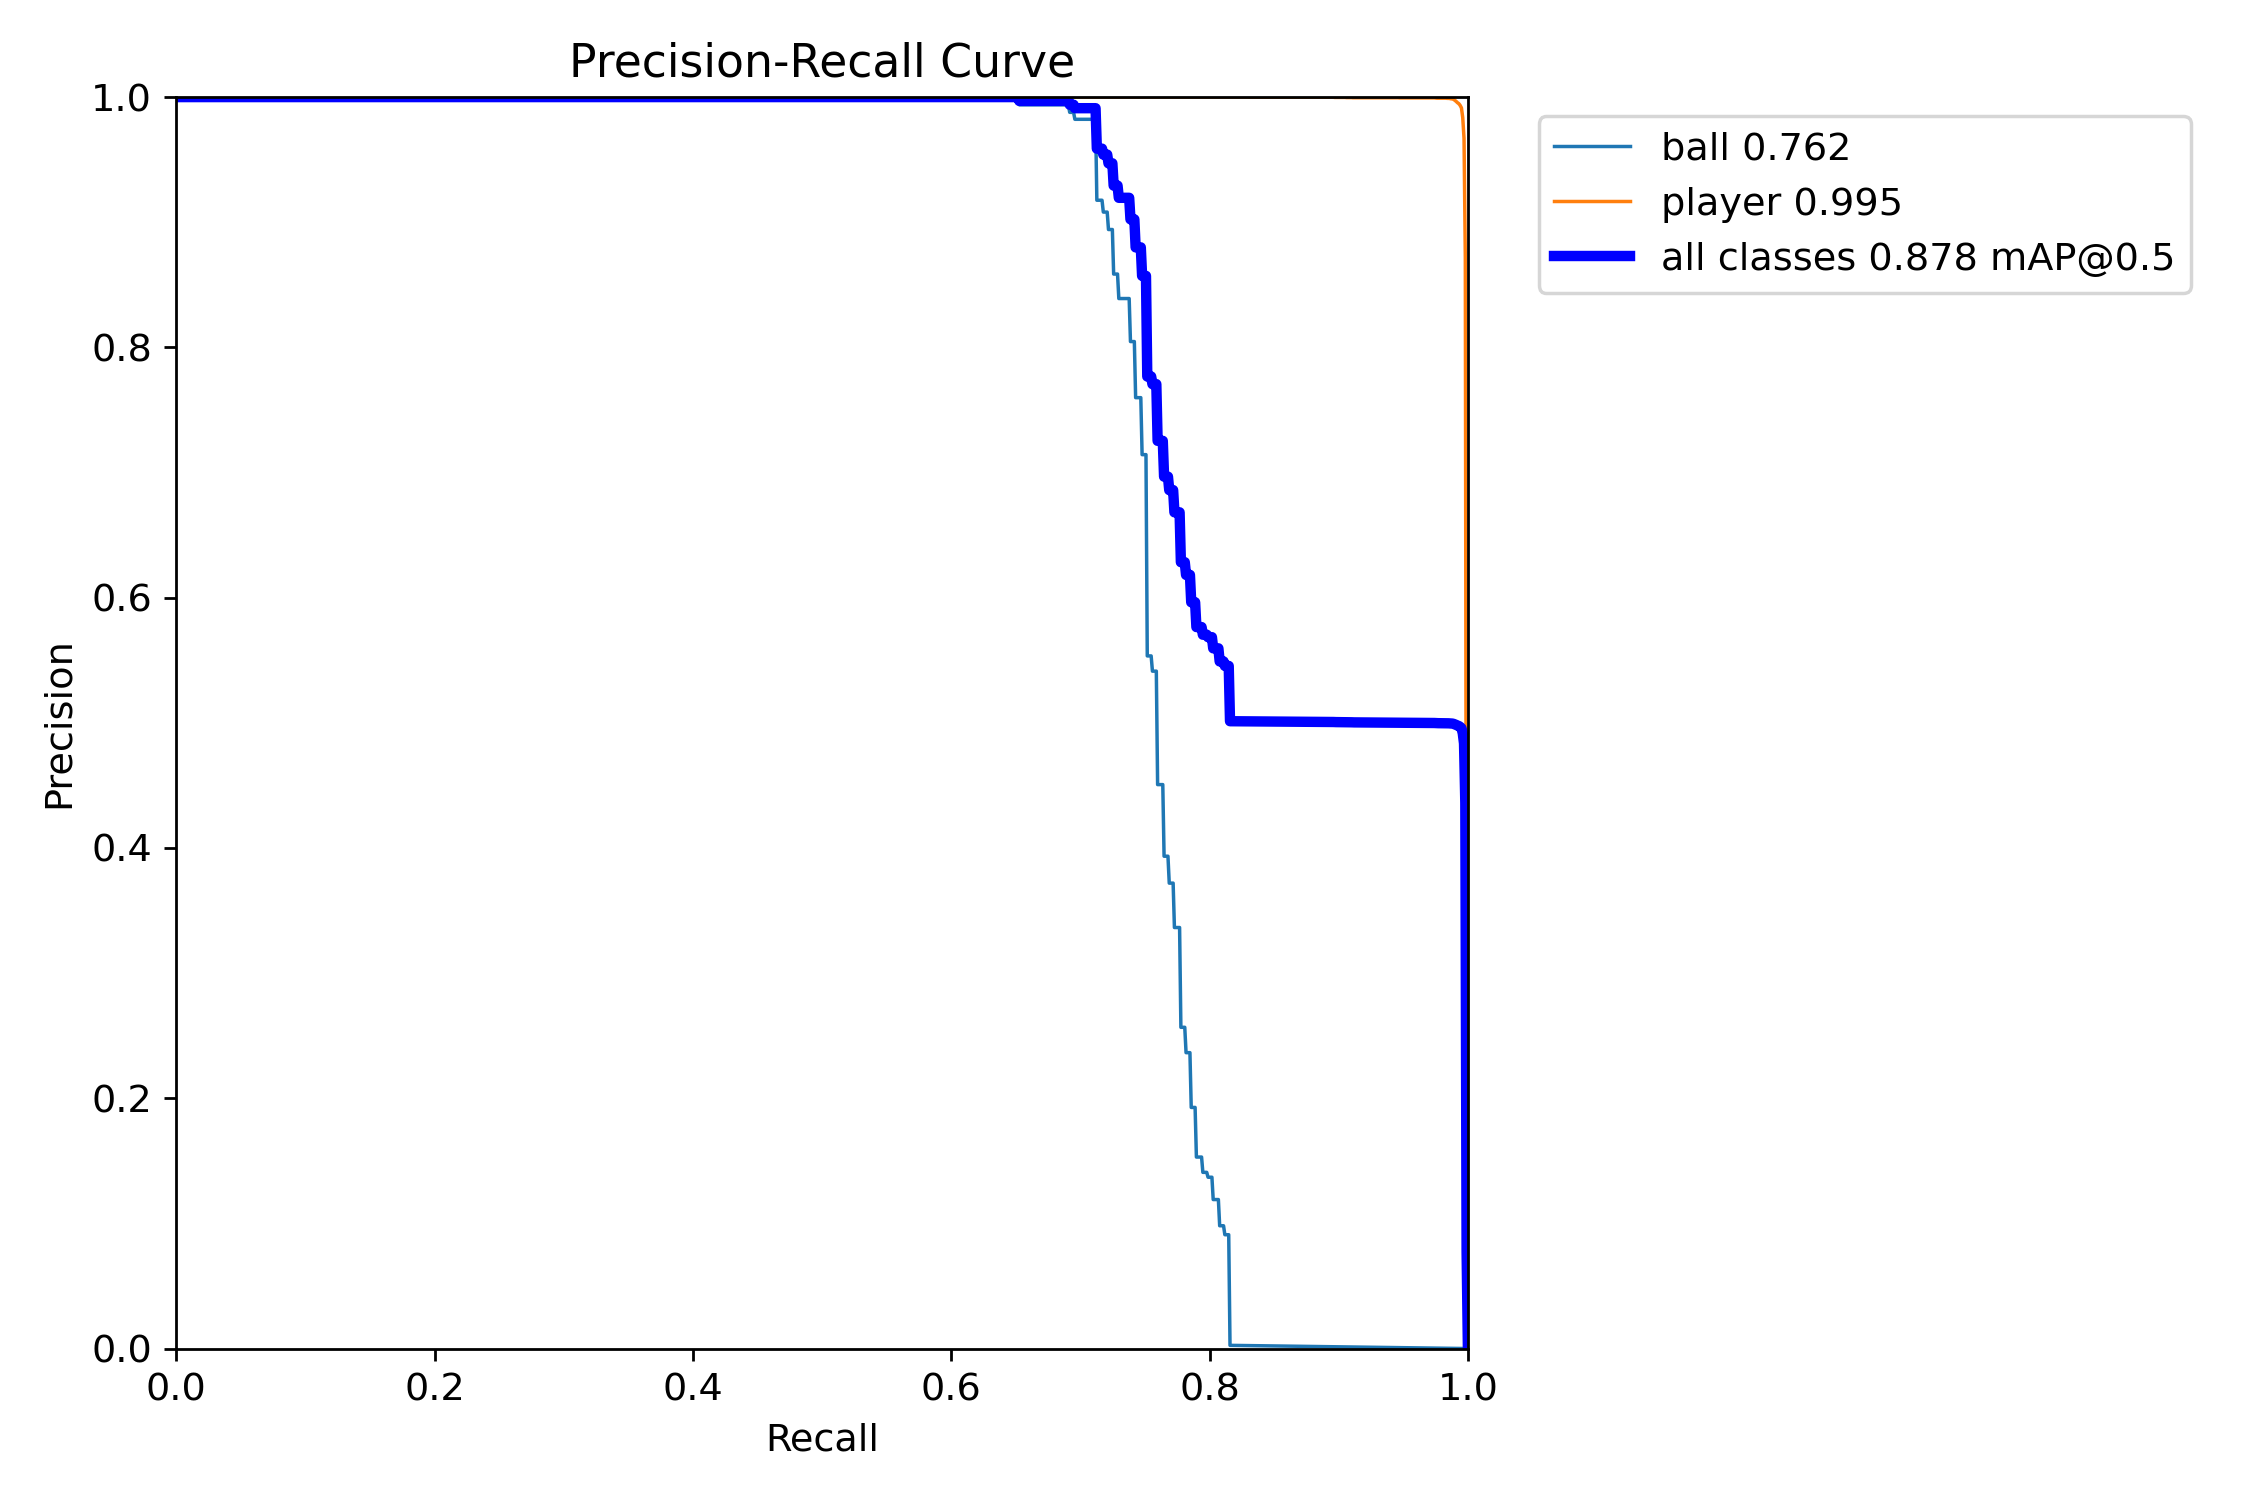 Precision-Recall Curve
1.0
0.8
0.6
0.4
0.2
0.0
Precision
0.0 0.2 0.4 0.6 0.8 1.0
Recall
ball 0.762
player 0.995
all classes 0.878 mAP@0.5